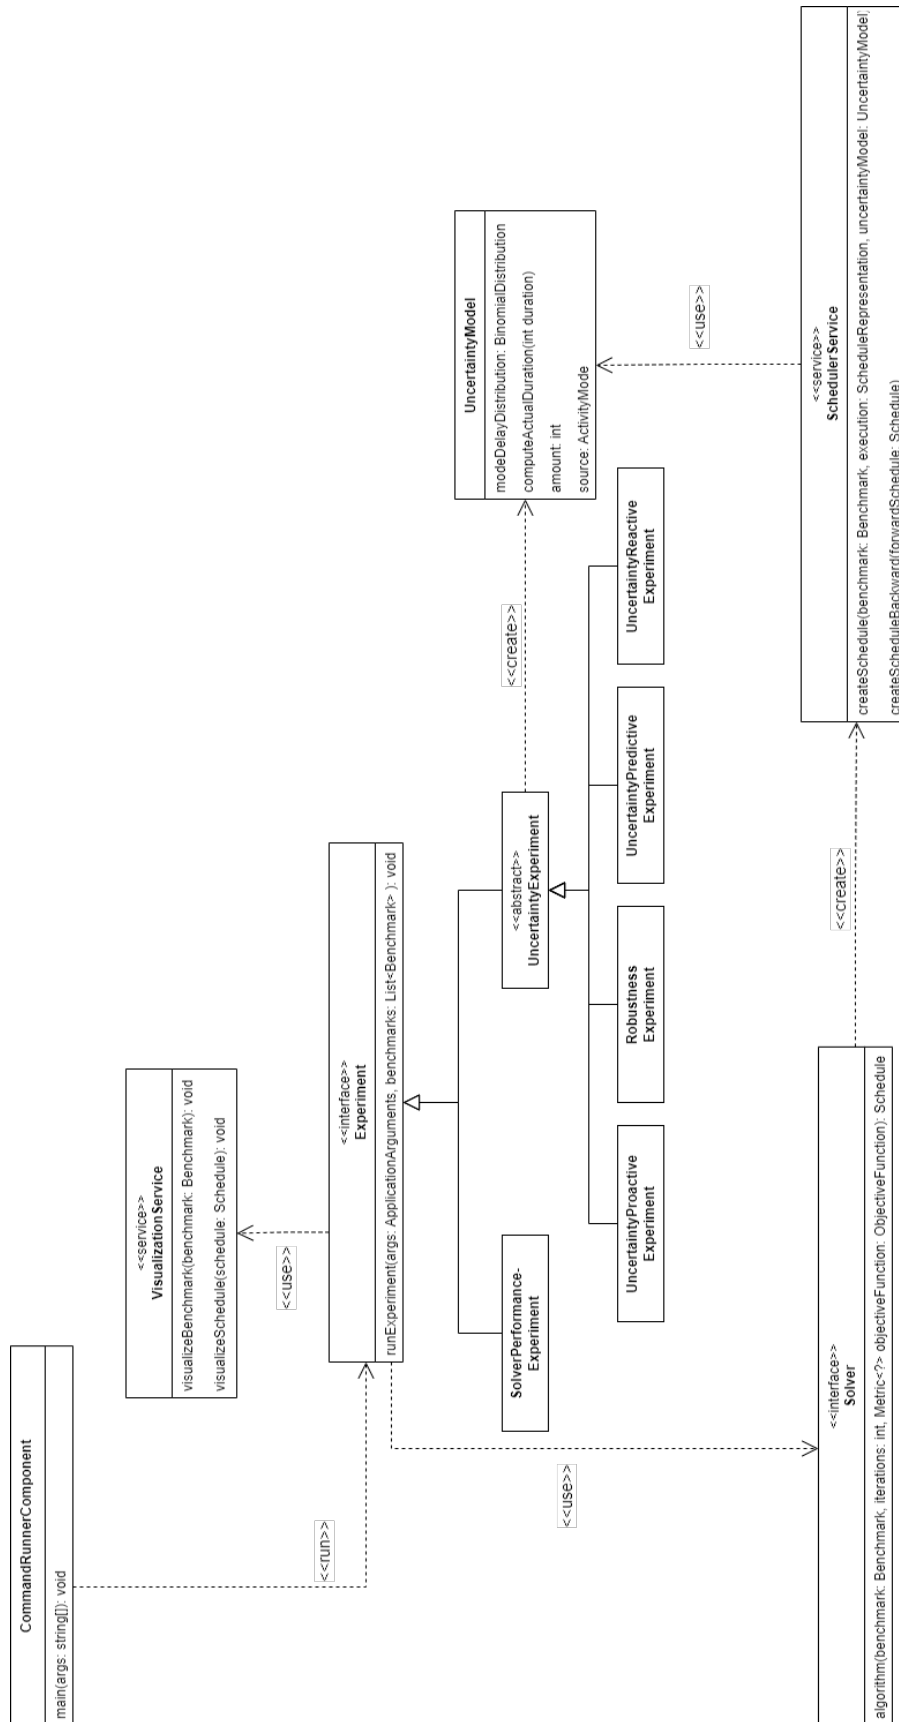 CommandRunnerComponent
main(args: string[]): void
<<run>>
<<service>>
VisualizationService
visualizeBenchmark(benchmark: Benchmark): void
visualizeSchedule(schedule: Schedule): void
<<use>>
<<interface>>
Experiment
runExperiment(args: ApplicationArguments, benchmarks: List<Benchmark> ): void
<<use>>
SolverPerformance-
Experiment
<<abstract>>
UncertaintyExperiment
<<create>>
UncertaintyModel
modeDelayDistribution: BinomialDistribution
computeActualDuration(int duration)
amount: int
source: ActivityMode
UncertaintyProactive
Experiment
Robustness
Experiment
UncertaintyPredictive
Experiment
UncertaintyReactive
Experiment
<<use>>
<<interface>>
Solver
algorithm(benchmark: Benchmark, iterations: int, Metric<?> objectiveFunction: ObjectiveFunction): Schedule
<<create>>
<<service>>
SchedulerService
createSchedule(benchmark: Benchmark, execution: ScheduleRepresentation, uncertaintyModel: UncertaintyModel)
createScheduleBackward(forwardSchedule: Schedule)